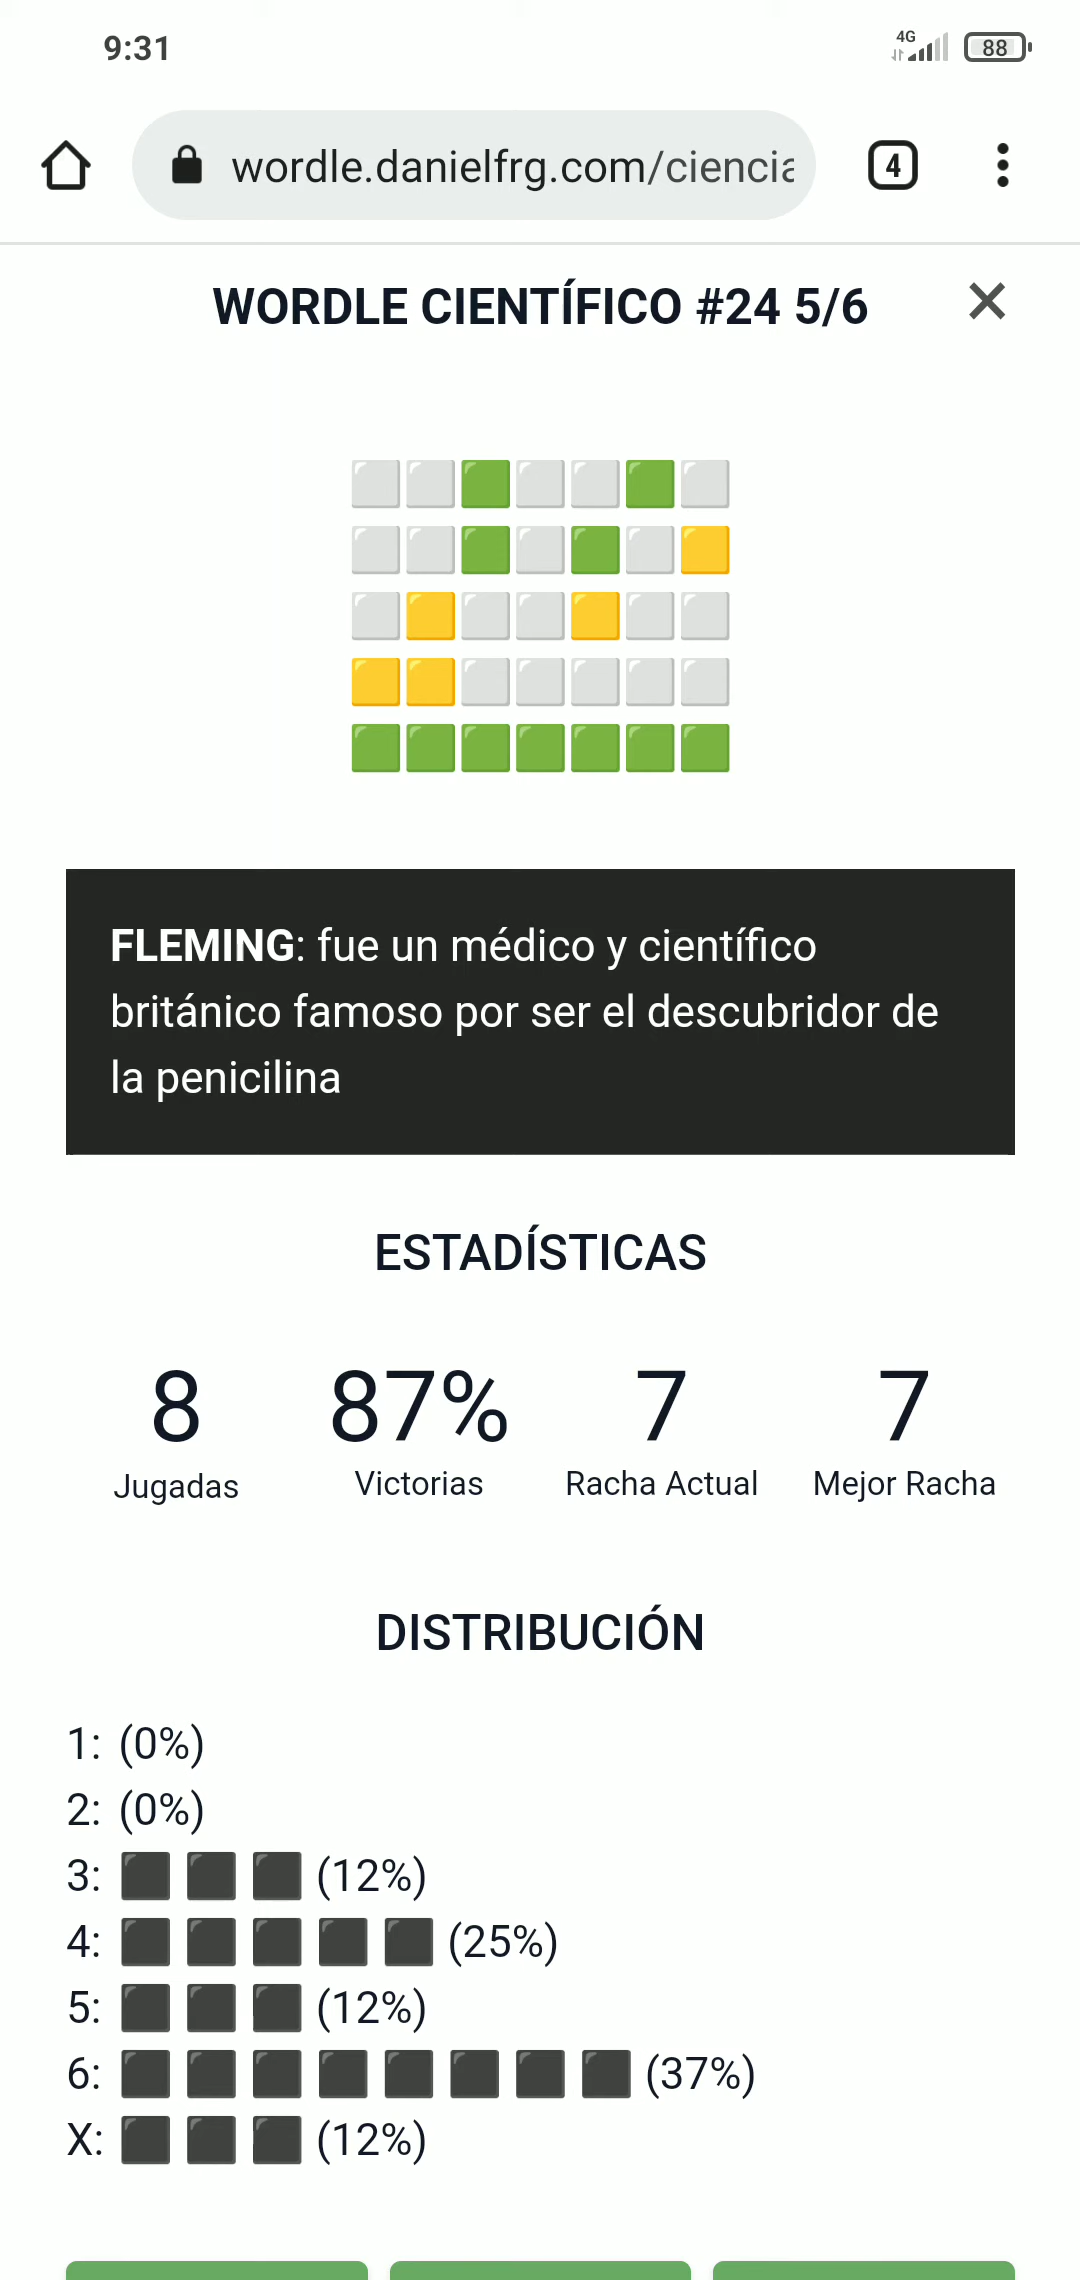 9:31
4G
88
wordle.danielfrg.com/ciencia
4
WORDLE CIENTÍFICO #24 5/6
FLEMING: fue un médico y científico
británico famoso por ser el descubridor de
la penicilina
ESTADÍSTICAS
8 87% 7 7
Jugadas Victorias Racha Actual Mejor Racha
DISTRIBUCIÓN
1: (0%)
2: (0%)
3: (12%)
4: (25%)
5: (12%)
6: (37%)
X: (12%)